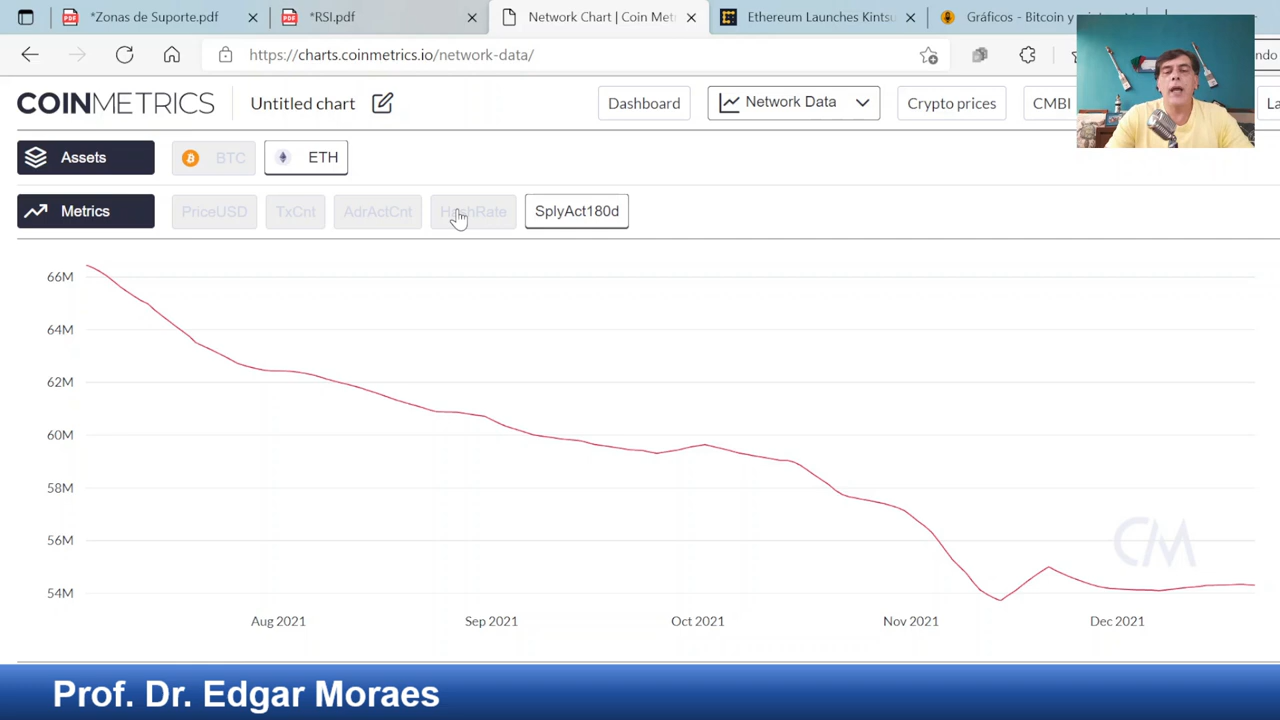 *Zonas de Suporte.pdf
*RSI.pdf
Network Chart | Coin Met
Ethereum Launches Kints
Gráficos - Bitcoin y
https://charts.coinmetrics.io/network-data/
ndo
COINMETRICS
Untitled chart
Dashboard
Network Data
Crypto prices
CMBI
La
Assets
BTC
ETH
Metrics
PriceUSD
TxCnt
AdrActCnt
HashRate
SplyAct180d
66M
64M
62M
60M
58M
56M
54M
CM
Aug 2021
Sep 2021
Oct 2021
Nov 2021
Dec 2021
Prof. Dr. Edgar Moraes